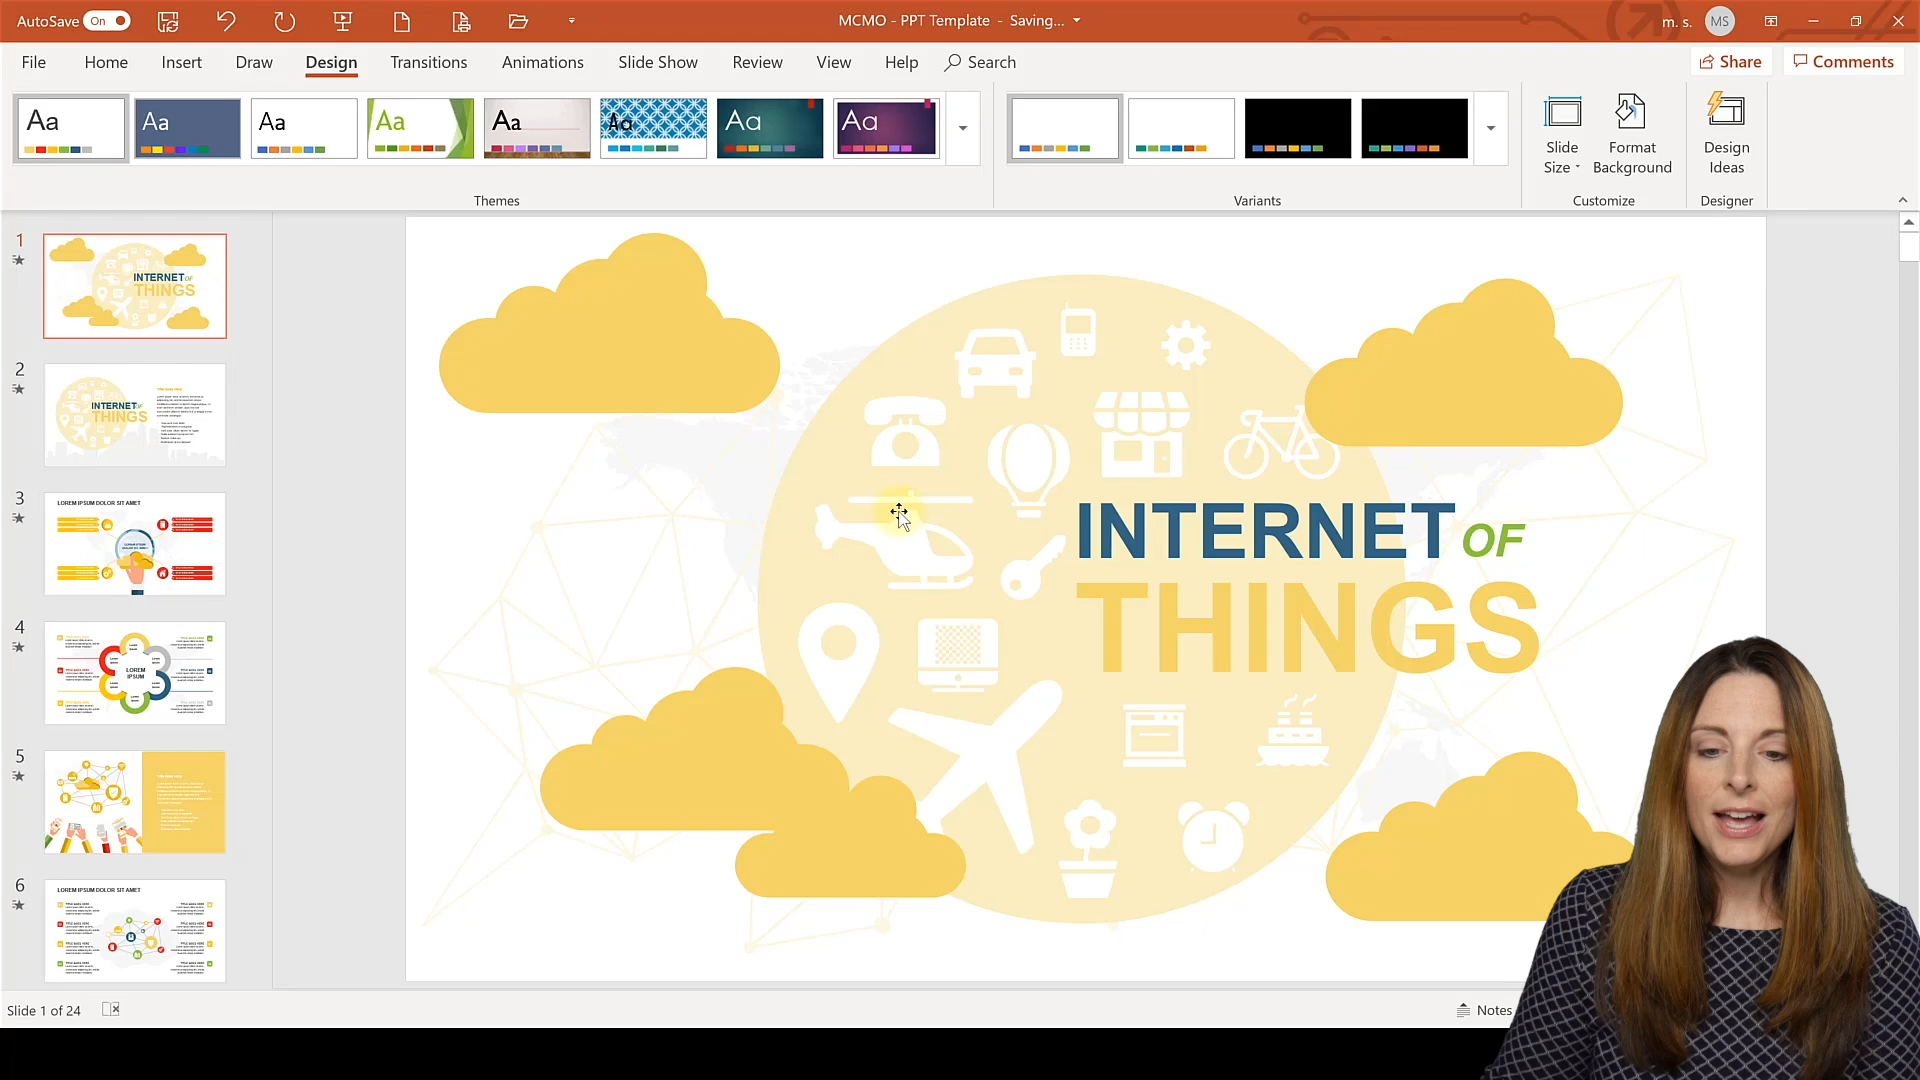 AutoSave On
MCMO - PPT Template - Saving...
m. s. MS
File Home Insert Draw Design Transitions Animations Slide Show Review View Help Search
Share Comments
Aa Aa Aa Aa Aa Aa Aa Aa
Slide Size
Format Background
Design Ideas
Themes Variants Customize Designer
1
INTERNET OF
THINGS
2
INTERNET OF
THINGS
3
LOREM IPSUM DOLOR SIT AMET
4
LOREM
IPSUM
5
6
LOREM IPSUM DOLOR SIT AMET
INTERNET OF
THINGS
Slide 1 of 24
Notes